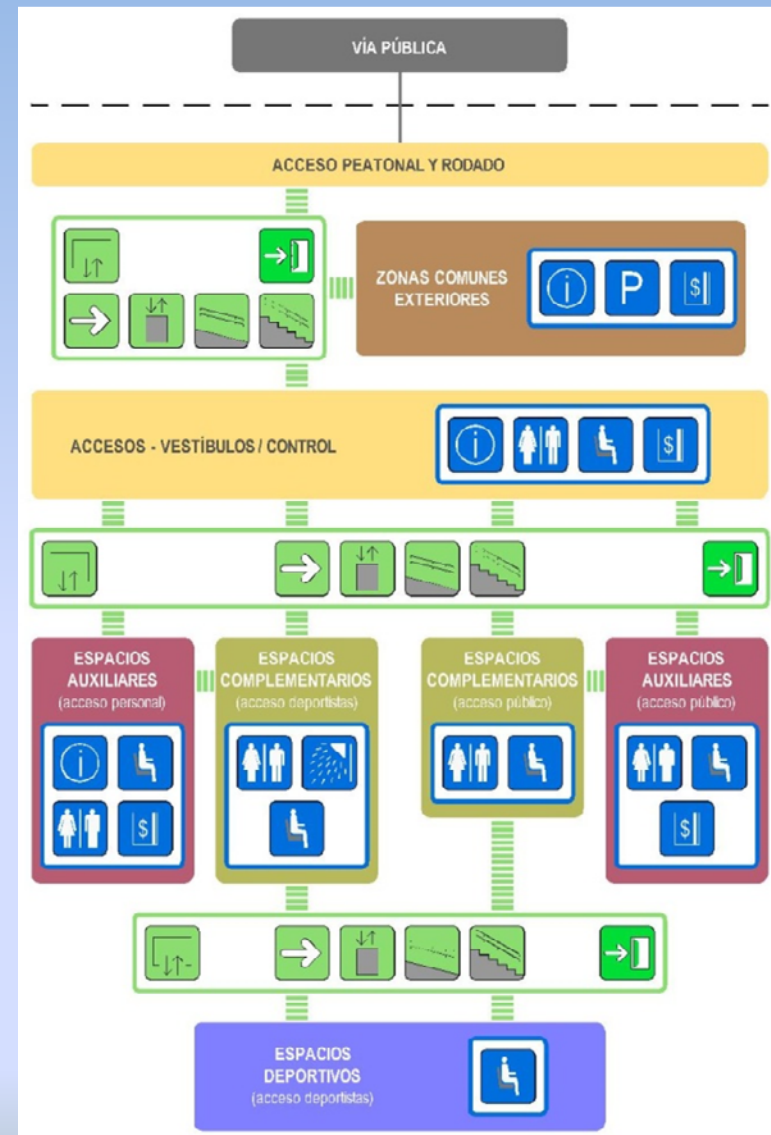 VÍA PÚBLICA
ACCESO PEATONAL Y RODADO
ZONAS COMUNES
EXTERIORES
i P $
ACCESOS - VESTÍBULOS / CONTROL
i $
ESPACIOS
AUXILIARES
(acceso personal)
i
$
ESPACIOS
COMPLEMENTARIOS
(acceso deportistas)
ESPACIOS
COMPLEMENTARIOS
(acceso público)
ESPACIOS
AUXILIARES
(acceso público)
$
ESPACIOS
DEPORTIVOS
(acceso deportistas)